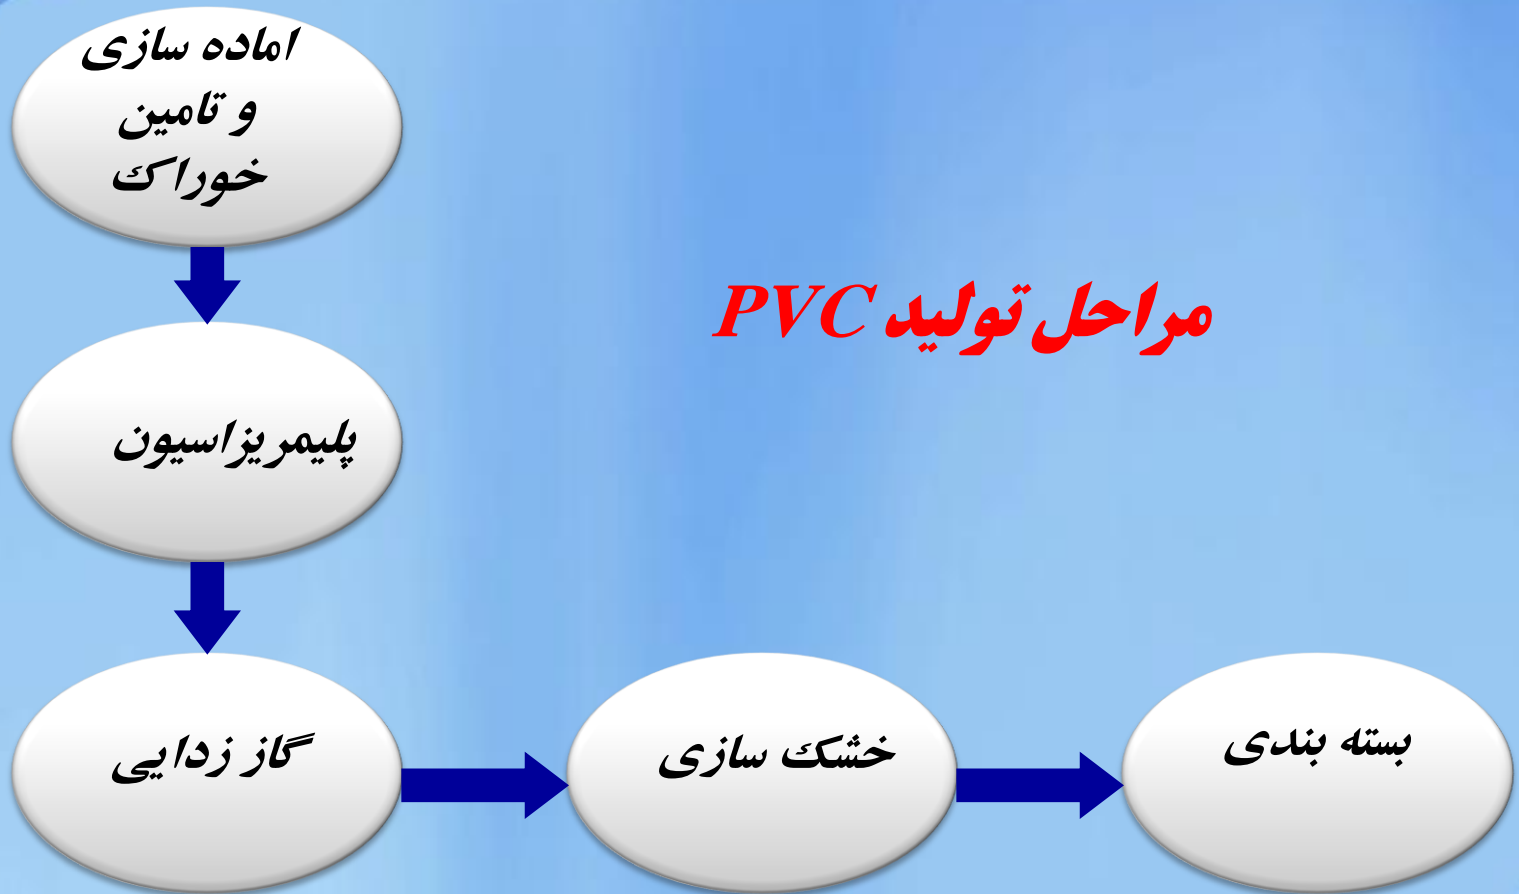 اماده سازی
و تامین
خوراک
مراحل تولید PVC
پلیمریزاسیون
گاز زدایی
خشک سازی
بسته بندی